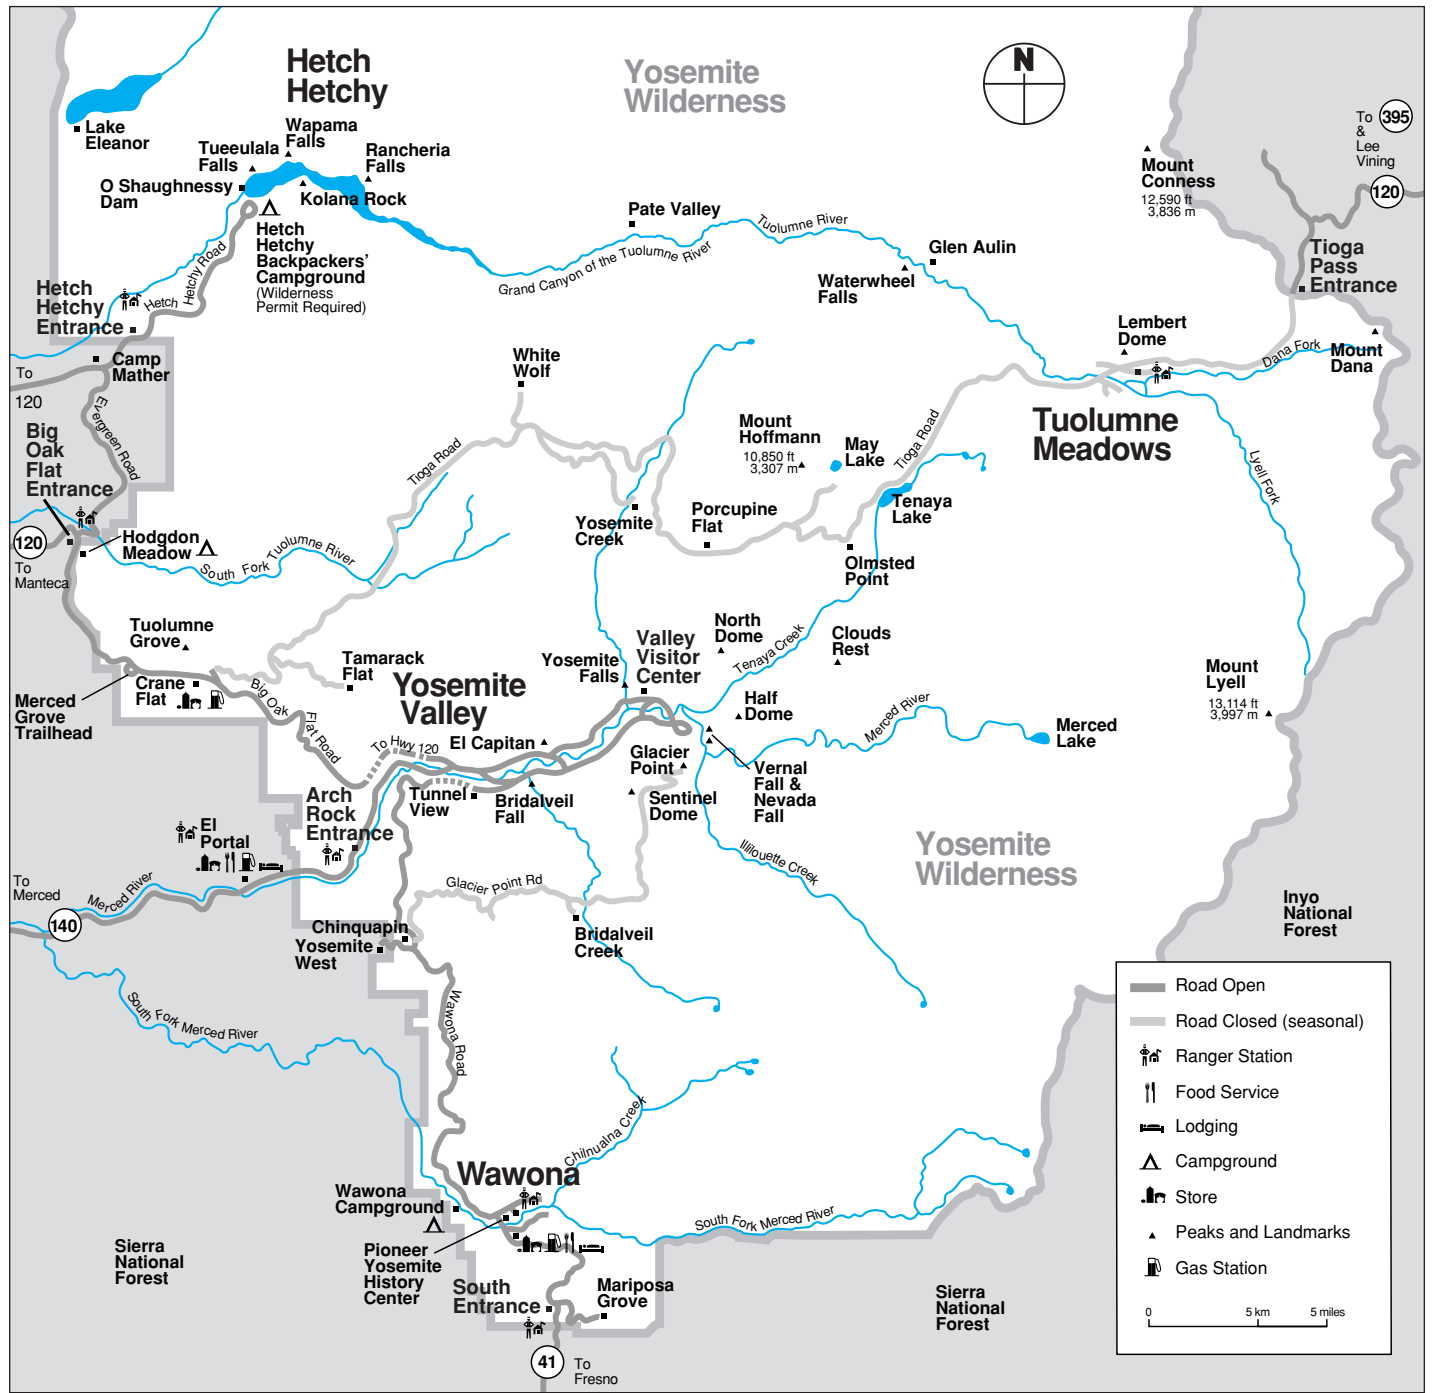 Hetch
Hetchy
Yosemite
Wilderness
N
To
&
Lee
Vining
395
120
Lake
Eleanor
Wapama
Falls
Tueeulala
Falls
Rancheria
Falls
O Shaughnessy
Dam
Kolana Rock
Mount
Conness
12,590 ft
3,836 m
Pate Valley
Tuolumne River
Grand Canyon of the Tuolumne River
Glen Aulin
Waterwheel
Falls
Tioga
Pass
Entrance
Hetch
Hetchy
Backpackers'
Campground
(Wilderness
Permit Required)
Hetch Hetchy Road
Hetch
Hetchy
Entrance
Lembert
Dome
Dana Fork
Mount
Dana
Camp
Mather
To
120
White
Wolf
Evergreen Road
Big
Oak
Flat
Entrance
Tuolumne
Meadows
Mount
Hoffmann
10,850 ft
3,307 m
May
Lake
Tioga Road
Tioga Road
Lyell Fork
Tenaya
Lake
Yosemite
Creek
Porcupine
Flat
120
To
Manteca
Hodgdon
Meadow
South Fork Tuolumne River
Olmsted
Point
Tuolumne
Grove
North
Dome
Tenaya Creek
Clouds
Rest
Valley
Visitor
Center
Yosemite
Falls
Tamarack
Flat
Crane
Flat
Merced
Grove
Trailhead
Big Oak Flat Road
Yosemite
Valley
Mount
Lyell
13,114 ft
3,997 m
Half
Dome
Merced River
Merced
Lake
To Hwy 120
El Capitan
Glacier
Point
Vernal
Fall &
Nevada
Fall
Sentinel
Dome
Arch
Rock
Entrance
Tunnel
View
Bridalveil
Fall
El
Portal
Yosemite
Wilderness
Illilouette Creek
To
Merced
Merced River
140
Glacier Point Rd
Chinquapin
Yosemite
West
Bridalveil
Creek
Inyo
National
Forest
South Fork Merced River
Wawona Road
Road Open
Road Closed (seasonal)
Ranger Station
Food Service
Lodging
Campground
Store
Peaks and Landmarks
Gas Station
0
5 km
5 miles
Chilnualna Creek
Wawona
Wawona
Campground
South Fork Merced River
Pioneer
Yosemite
History
Center
South
Entrance
Mariposa
Grove
Sierra
National
Forest
Sierra
National
Forest
41
To
Fresno